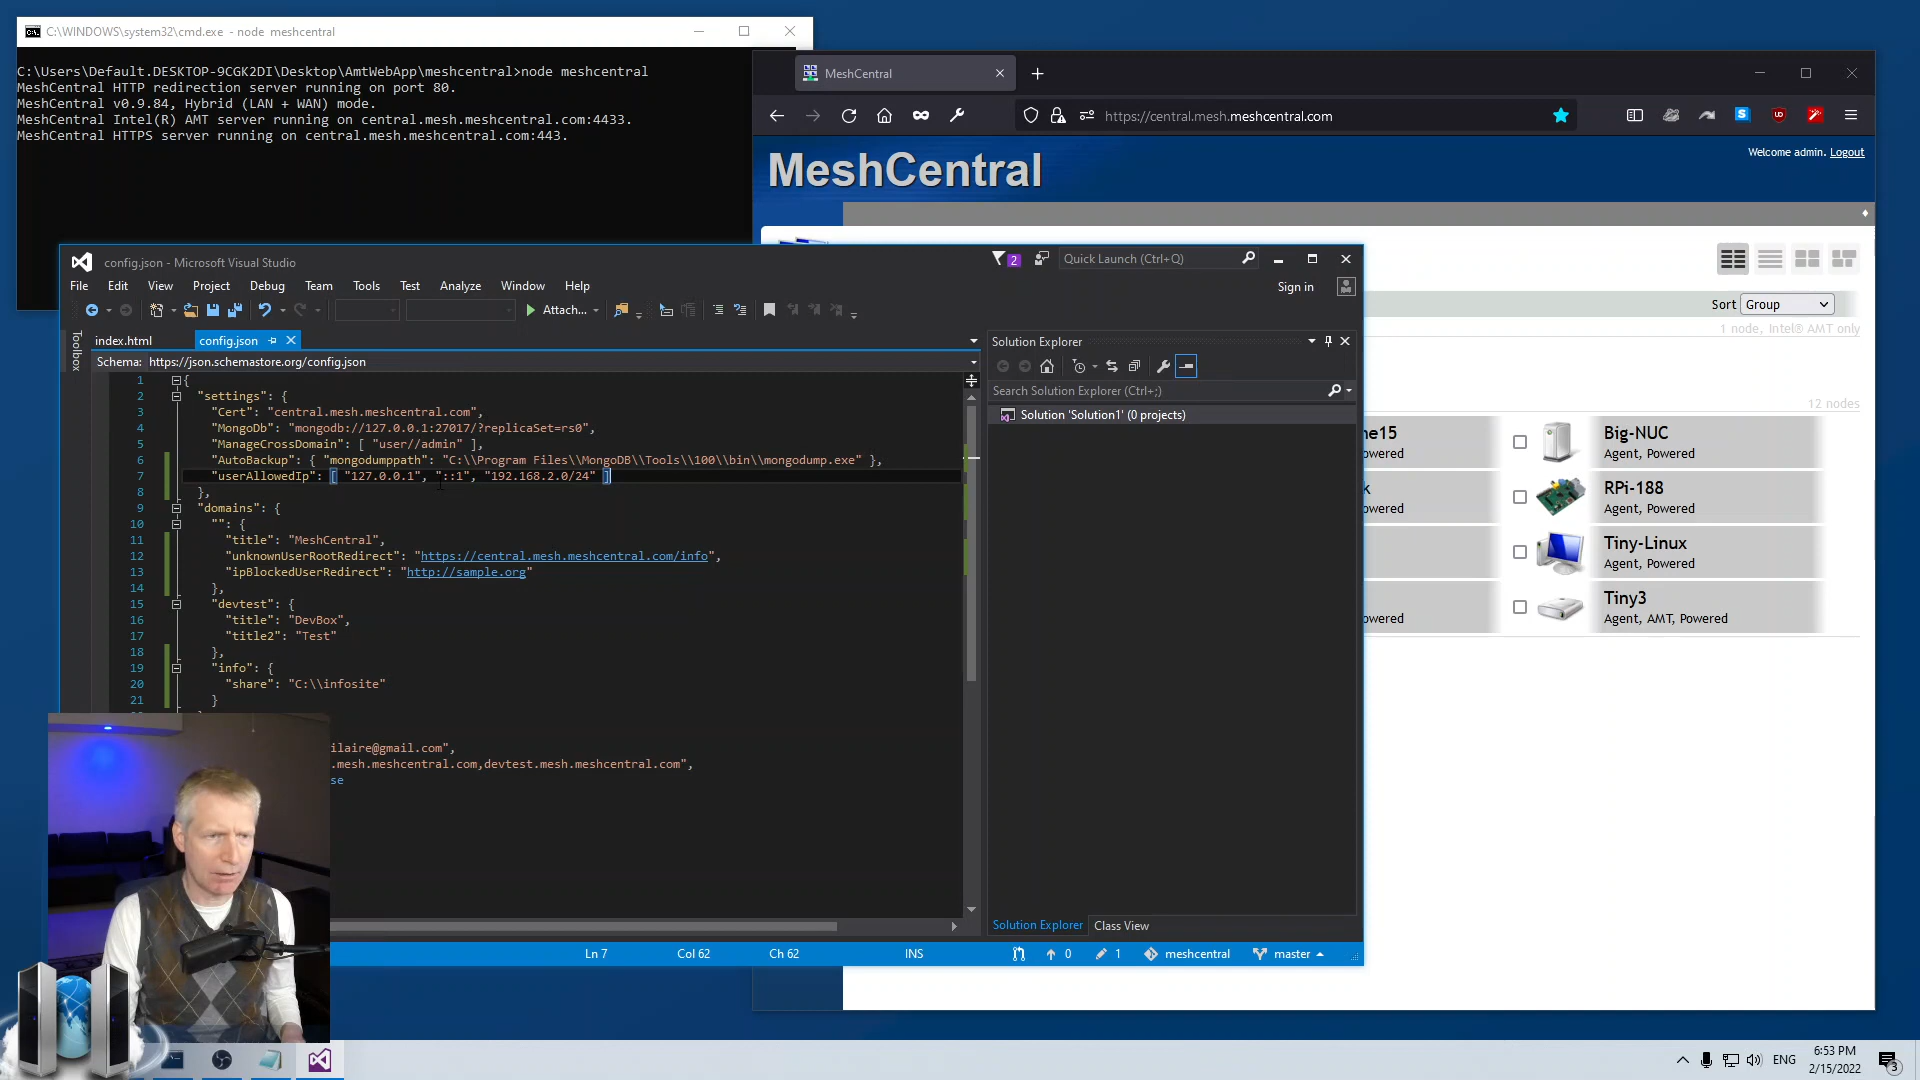 C:\WINDOWS\system32\cmd.exe - node meshcentral
C:\Users\Default.DESKTOP-9CGK2DI\Desktop\AmtWebApp\meshcentral>node meshcentral
MeshCentral HTTP redirection server running on port 80.
MeshCentral v0.9.84, Hybrid (LAN + WAN) mode.
MeshCentral Intel(R) AMT server running on central.mesh.meshcentral.com:4433.
MeshCentral HTTPS server running on central.mesh.meshcentral.com:443.
MeshCentral
https://central.mesh.meshcentral.com
MeshCentral
Welcome admin. Logout
Sort Group
1 node, Intel® AMT only
12 nodes
ne15
owered
Big-NUC
Agent, Powered
k
owered
RPi-188
Agent, Powered
Tiny-Linux
Agent, Powered
owered
Tiny3
Agent, AMT, Powered
config.json - Microsoft Visual Studio
2
Quick Launch (Ctrl+Q)
File Edit View Project Debug Team Tools Test Analyze Window Help
Sign in
Attach...
Toolbox
index.html
config.json
Schema: https://json.schemastore.org/config.json
1 {
2 "settings": {
3 "Cert": "central.mesh.meshcentral.com",
4 "MongoDb": "mongodb://127.0.0.1:27017/?replicaSet=rs0",
5 "ManageCrossDomain": [ "user//admin" ],
6 "AutoBackup": { "mongodumppath": "C:\\Program Files\\MongoDB\\Tools\\100\\bin\\mongodump.exe" },
7 "userAllowedIp": [ "127.0.0.1", "::1", "192.168.2.0/24" ]
8 },
9 "domains": {
10 "": {
11 "title": "MeshCentral",
12 "unknownUserRootRedirect": "https://central.mesh.meshcentral.com/info",
13 "ipBlockedUserRedirect": "http://sample.org"
14 },
15 "devtest": {
16 "title": "DevBox",
17 "title2": "Test"
18 },
19 "info": {
20 "share": "C:\\infosite"
21 }
ilaire@gmail.com",
.mesh.meshcentral.com,devtest.mesh.meshcentral.com",
se
Solution Explorer
Search Solution Explorer (Ctrl+;)
Solution 'Solution1' (0 projects)
Solution Explorer Class View
Ln 7 Col 62 Ch 62 INS 0 1 meshcentral master
ENG
6:53 PM
2/15/2022
3